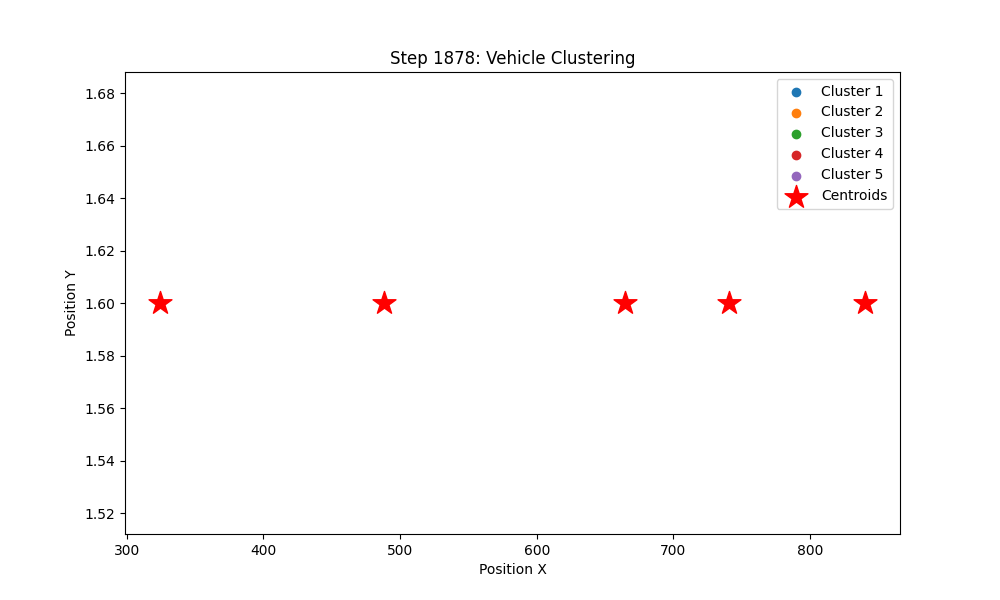 Step 1878: Vehicle Clustering
Cluster 1
Cluster 2
Cluster 3
Cluster 4
Cluster 5
Centroids
Position Y
1.68
1.66
1.64
1.62
1.60
1.58
1.56
1.54
1.52
300 400 500 600 700 800
Position X